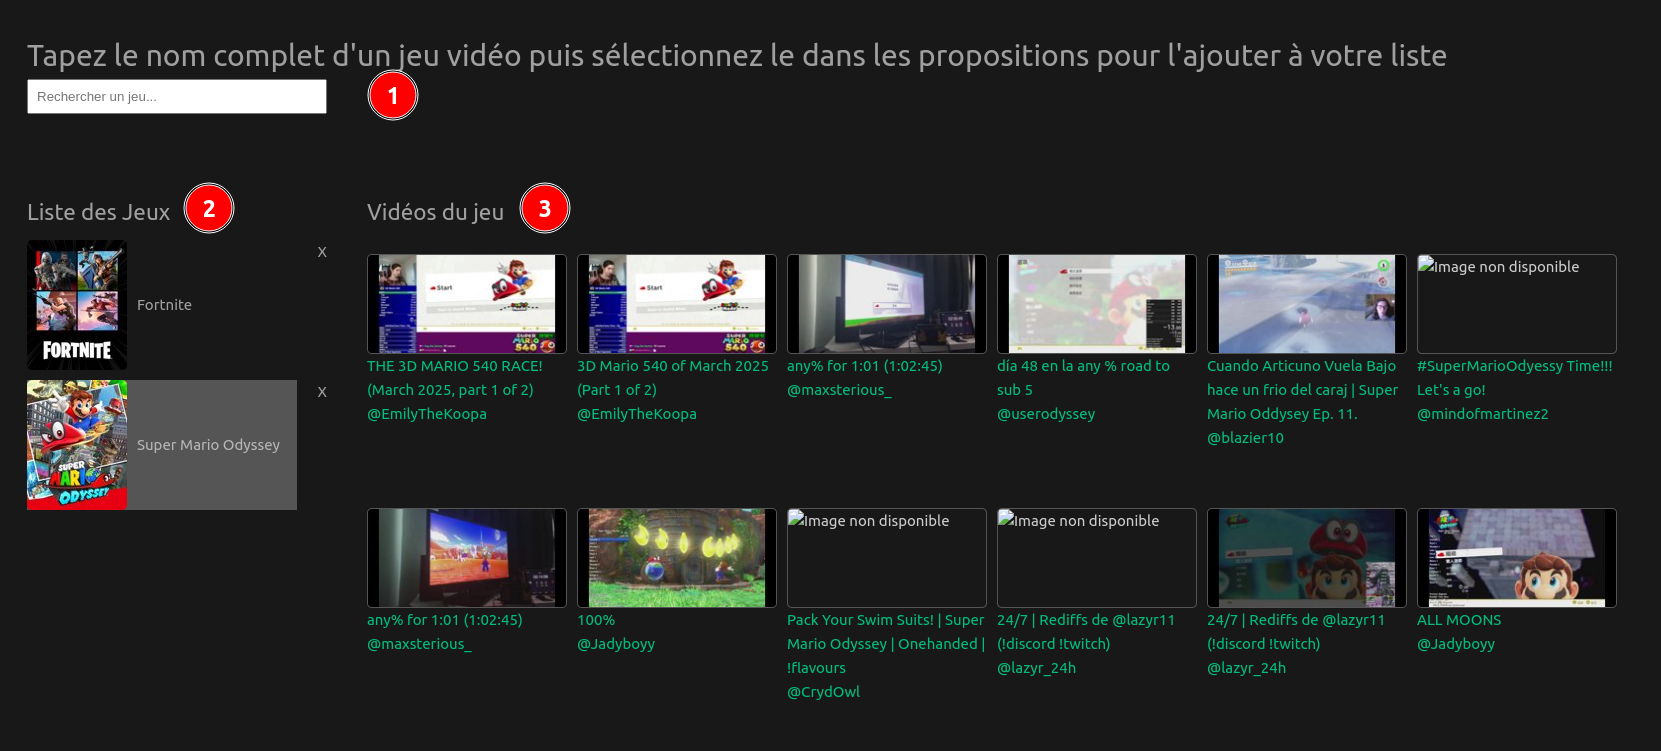 Tapez le nom complet d'un jeu vidéo puis sélectionnez le dans les propositions pour l'ajouter à votre liste
Rechercher un jeu...
1
Liste des Jeux
2
Vidéos du jeu
3
FORTNITE
Fortnite
X
SUPER
MARIO
ODYSSEY
Super Mario Odyssey
X
Start
THE 3D MARIO 540 RACE!
(March 2025, part 1 of 2)
@EmilyTheKoopa
Start
3D Mario 540 of March 2025
(Part 1 of 2)
@EmilyTheKoopa
any% for 1:01 (1:02:45)
@maxsterious_
día 48 en la any % road to
sub 5
@userodyssey
Cuando Articuno Vuela Bajo
hace un frio del caraj | Super
Mario Oddysey Ep. 11.
@blazier10
Image non disponible
#SuperMarioOdyessy Time!!!
Let's a go!
@mindofmartinez2
any% for 1:01 (1:02:45)
@maxsterious_
100%
@Jadyboyy
Image non disponible
Pack Your Swim Suits! | Super
Mario Odyssey | Onehanded |
!flavours
@CrydOwl
Image non disponible
24/7 | Rediffs de @lazyr11
(!discord !twitch)
@lazyr_24h
24/7 | Rediffs de @lazyr11
(!discord !twitch)
@lazyr_24h
ALL MOONS
@Jadyboyy